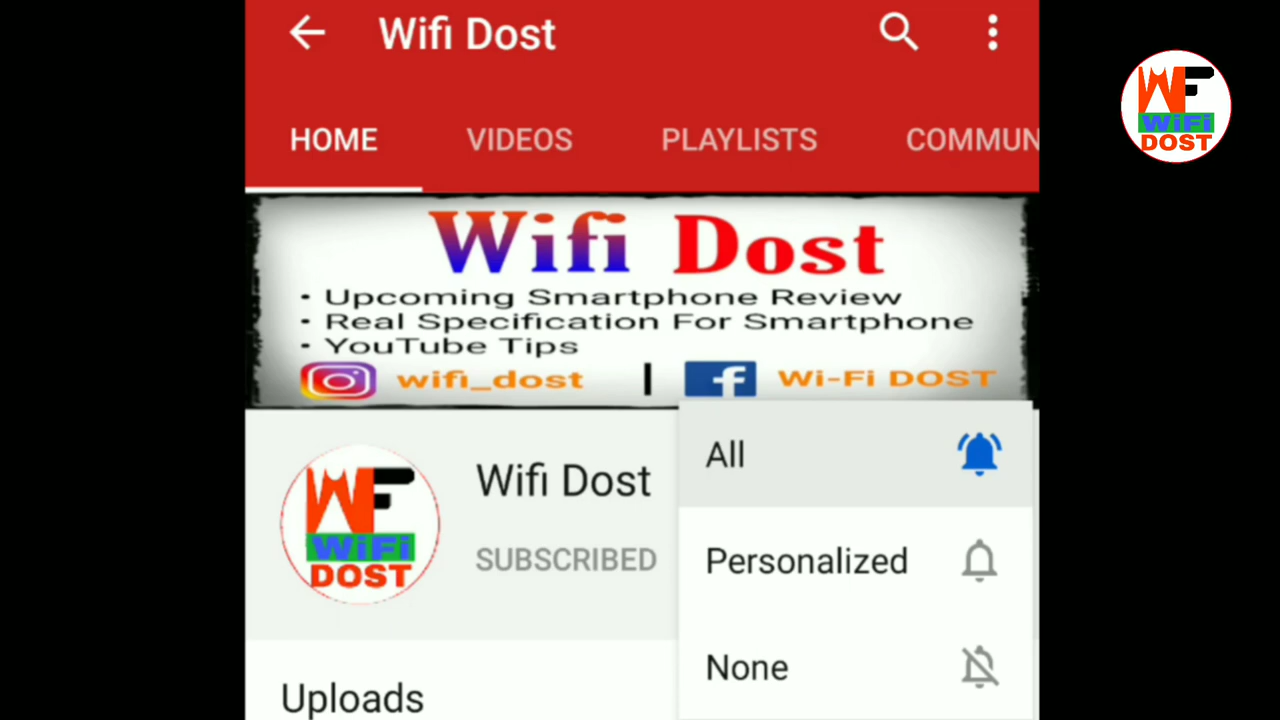 Wifi Dost
HOME VIDEOS PLAYLISTS COMMUN
WF
WiFi
DOST
Wifi Dost
• Upcoming Smartphone Review
• Real Specification For Smartphone
• YouTube Tips
wifi_dost | f Wi-Fi DOST
WF
WiFi
DOST
Wifi Dost
SUBSCRIBED
All
Personalized
None
Uploads